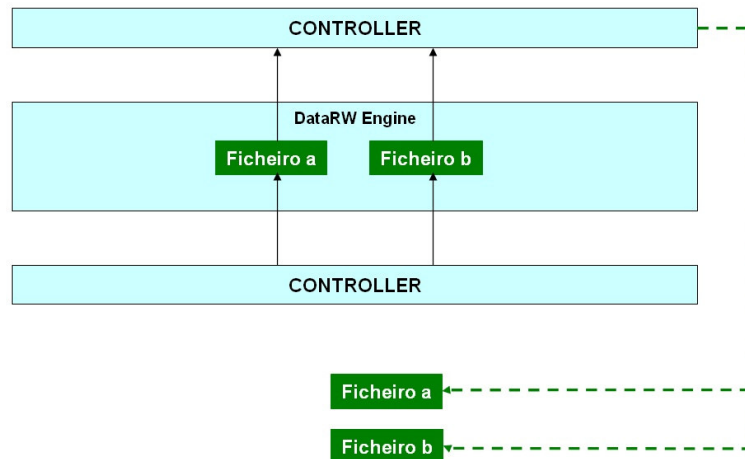 CONTROLLER
DataRW Engine
Ficheiro a
Ficheiro b
CONTROLLER
Ficheiro a
Ficheiro b